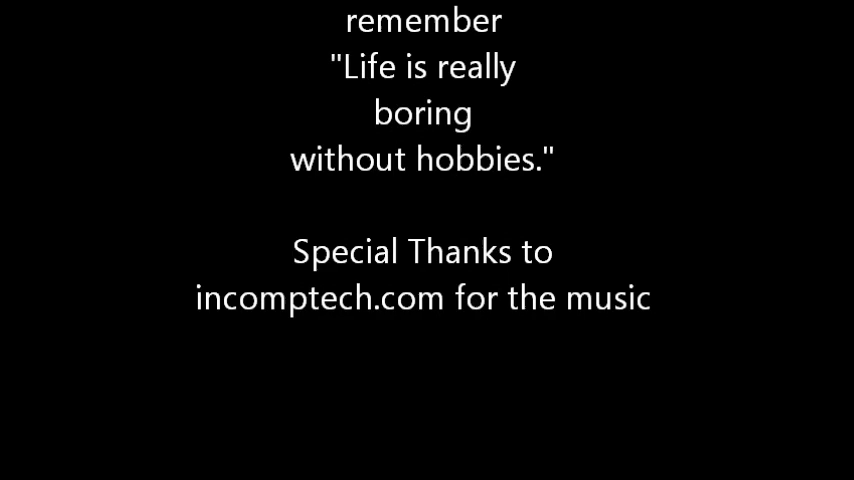 remember
"Life is really
boring
without hobbies."
Special Thanks to
incomptech.com for the music